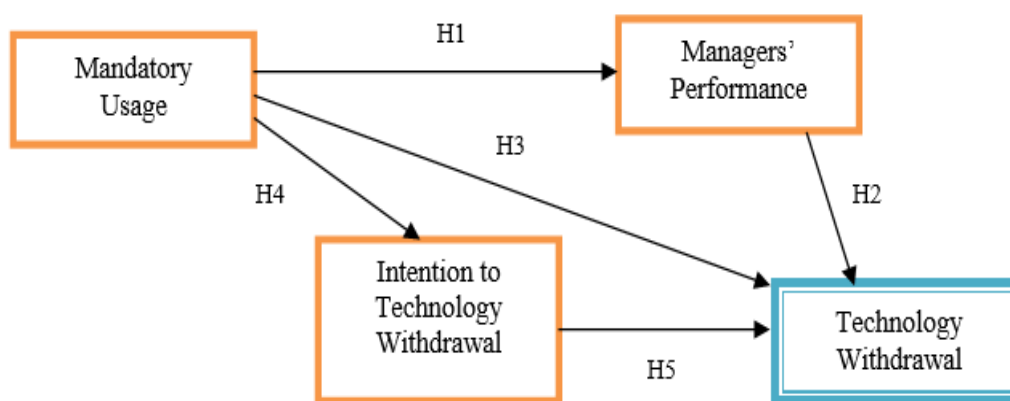 H1
Mandatory
Usage
Managers’
Performance
H3
H4
H2
Intention to
Technology
Withdrawal
Technology
Withdrawal
H5